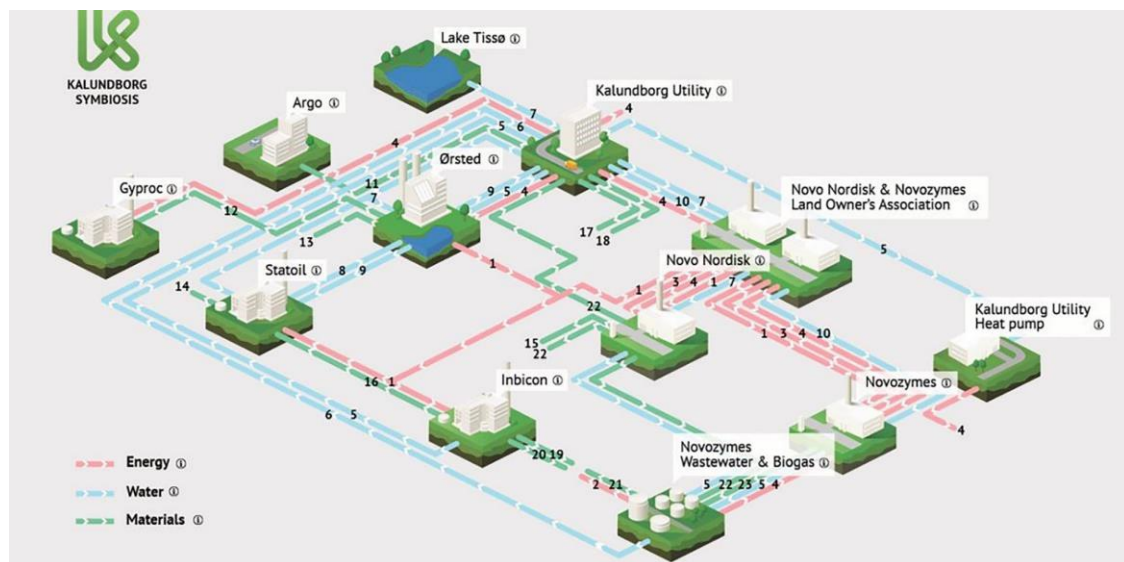 KALUNDBORG
SYMBIOSIS
Lake Tissø
Kalundborg Utility
Argo
Ørsted
Gyproc
Novo Nordisk & Novozymes
Land Owner's Association
Statoil
Novo Nordisk
Kalundborg Utility
Heat pump
Inbicon
Novozymes
Novozymes
Wastewater & Biogas
Energy
Water
Materials
4
7
5 6
4
11
7
12
13
9 5 4
4 10 7
17
18
5
8 9
1
14
1 3 4 1 7
22
15
22
1 3 4 10
16 1
6 5
20 19
2 21
5 22 23 5 4
4